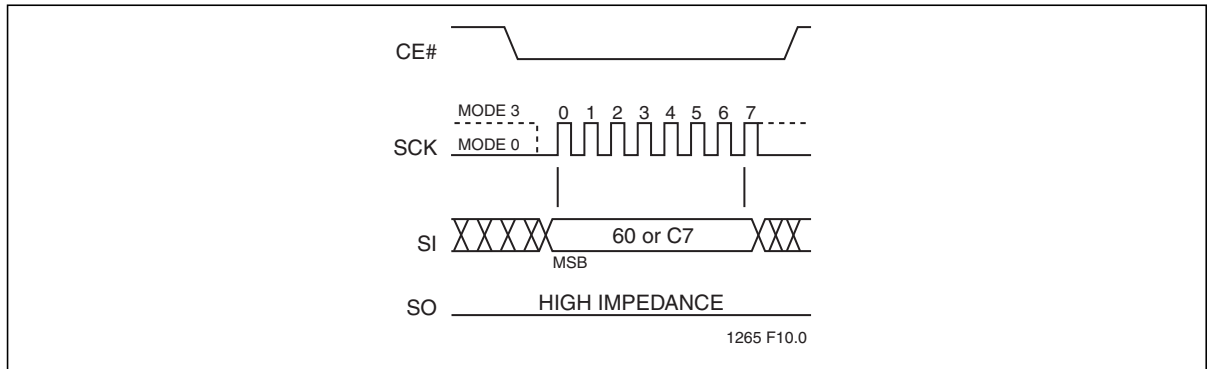 CE#
MODE 3
0 1 2 3 4 5 6 7
SCK
MODE 0
SI
60 or C7
MSB
SO
HIGH IMPEDANCE
1265 F10.0